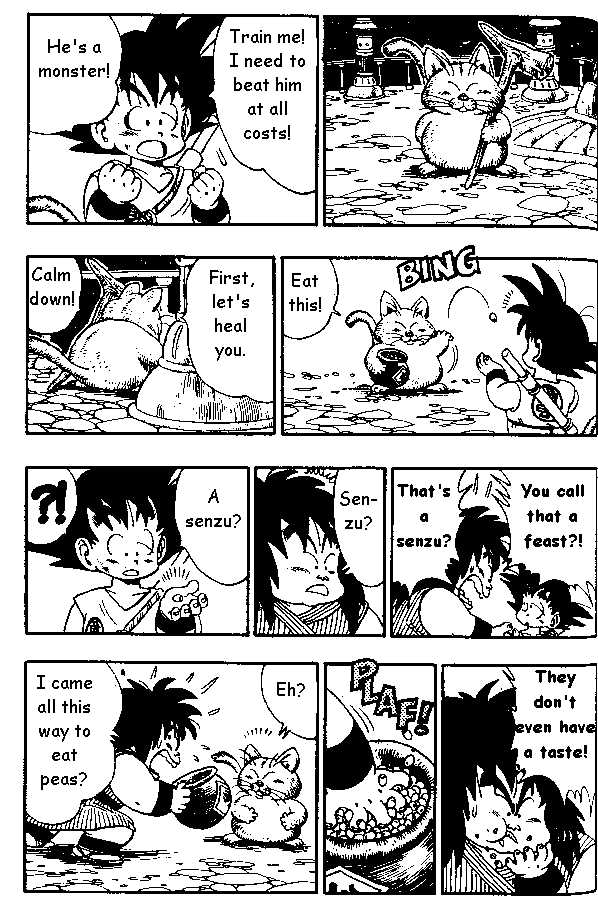 He's a
monster!
Train me!
I need to
beat him
at all
costs!
Calm
down!
First,
let's
heal
you.
Eat
this!
BING
?!
A
senzu?
Sen-
zu?
That's
a
senzu?
You call
that a
feast?!
I came
all this
way to
eat
peas?
Eh?
PLAF!
They
don't
even have
a taste!